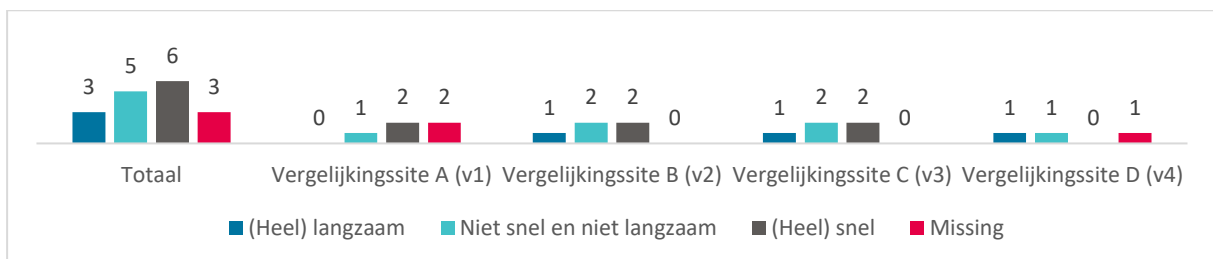 3 5 6 3
0 1 2 2
1 2 2 0
1 2 2 0
1 1 0 1
Totaal Vergelijkingssite A (v1) Vergelijkingssite B (v2) Vergelijkingssite C (v3) Vergelijkingssite D (v4)
(Heel) langzaam Niet snel en niet langzaam (Heel) snel Missing